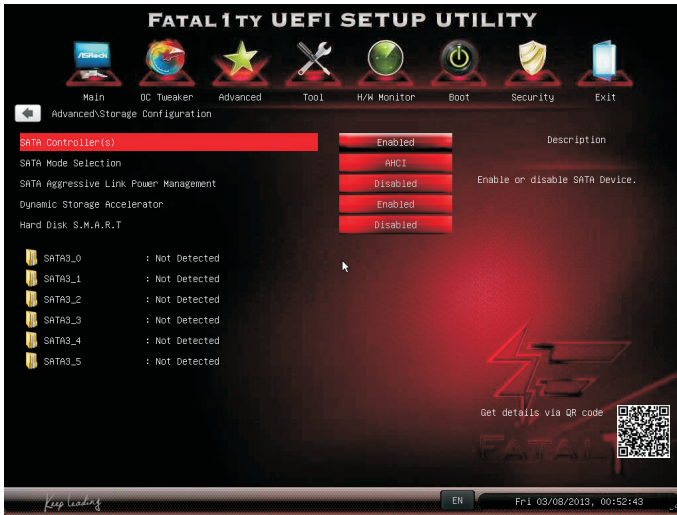 FATAL1TY UEFI SETUP UTILITY
ASRock
Main OC Tweaker Advanced Tool H/W Monitor Boot Security Exit
Advanced\Storage Configuration
SATA Controller(s) Enabled
Description
SATA Mode Selection AHCI
SATA Aggressive Link Power Management Disabled
Enable or disable SATA Device.
Dynamic Storage Accelerator Enabled
Hard Disk S.M.A.R.T Disabled
SATA3_0 : Not Detected
SATA3_1 : Not Detected
SATA3_2 : Not Detected
SATA3_3 : Not Detected
SATA3_4 : Not Detected
SATA3_5 : Not Detected
Get details via QR code
FATAL1TY
Keep Leading
EN
Fri 03/08/2013, 00:52:43